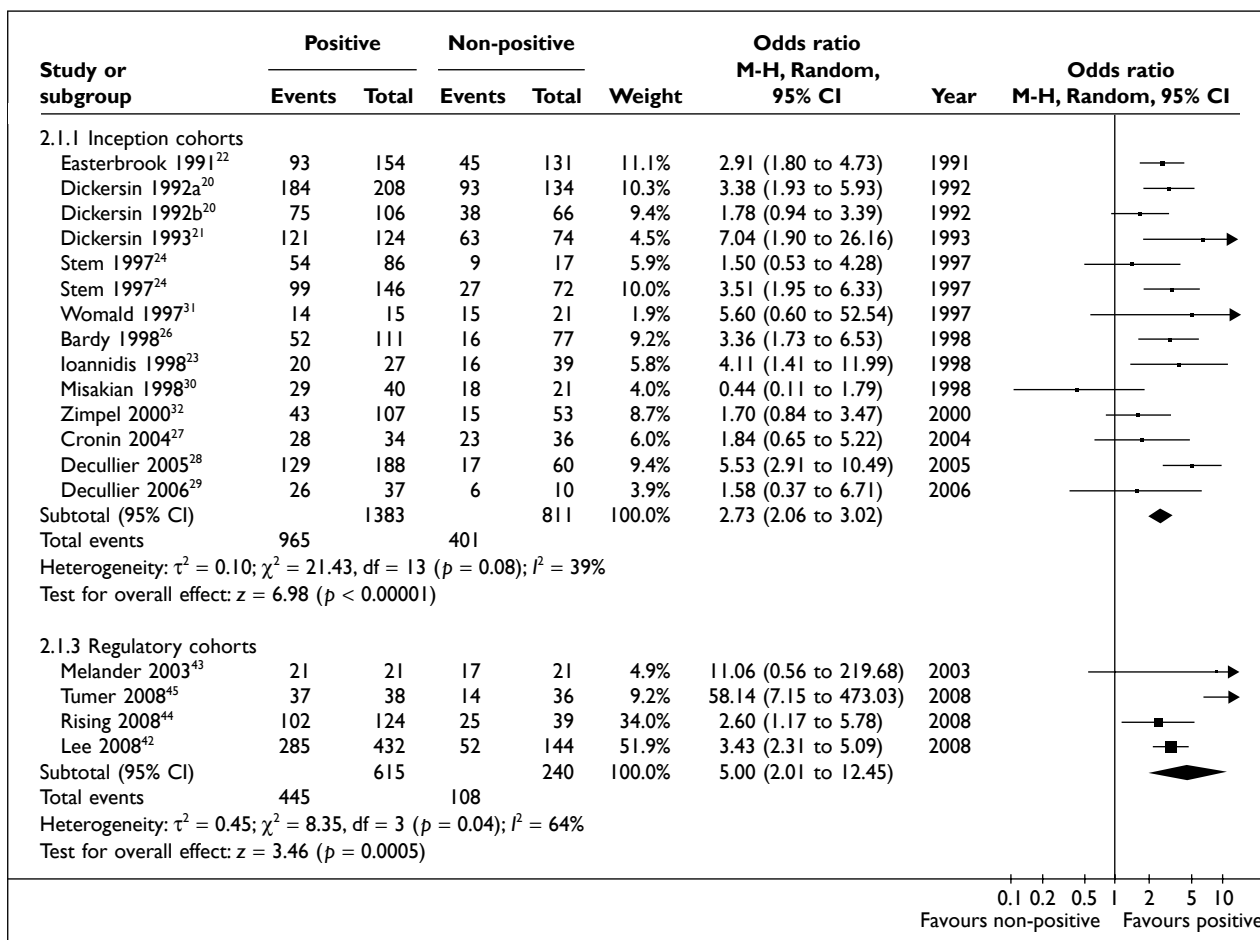 Positive Non-positive Odds ratio
Study or M-H, Random, Odds ratio
subgroup Events Total Events Total Weight 95% CI Year M-H, Random, 95% CI
2.1.1 Inception cohorts
Easterbrook 1991²² 93 154 45 131 11.1% 2.91 (1.80 to 4.73) 1991
Dickersin 1992a²⁰ 184 208 93 134 10.3% 3.38 (1.93 to 5.93) 1992
Dickersin 1992b²⁰ 75 106 38 66 9.4% 1.78 (0.94 to 3.39) 1992
Dickersin 1993²¹ 121 124 63 74 4.5% 7.04 (1.90 to 26.16) 1993
Stem 1997²⁴ 54 86 9 17 5.9% 1.50 (0.53 to 4.28) 1997
Stem 1997²⁴ 99 146 27 72 10.0% 3.51 (1.95 to 6.33) 1997
Womald 1997³¹ 14 15 15 21 1.9% 5.60 (0.60 to 52.54) 1997
Bardy 1998²⁶ 52 111 16 77 9.2% 3.36 (1.73 to 6.53) 1998
Ioannidis 1998²³ 20 27 16 39 5.8% 4.11 (1.41 to 11.99) 1998
Misakian 1998³⁰ 29 40 18 21 4.0% 0.44 (0.11 to 1.79) 1998
Zimpel 2000³² 43 107 15 53 8.7% 1.70 (0.84 to 3.47) 2000
Cronin 2004²⁷ 28 34 23 36 6.0% 1.84 (0.65 to 5.22) 2004
Decullier 2005²⁸ 129 188 17 60 9.4% 5.53 (2.91 to 10.49) 2005
Decullier 2006²⁹ 26 37 6 10 3.9% 1.58 (0.37 to 6.71) 2006
Subtotal (95% CI) 1383 811 100.0% 2.73 (2.06 to 3.02)
Total events 965 401
Heterogeneity: τ² = 0.10; χ² = 21.43, df = 13 (p = 0.08); I² = 39%
Test for overall effect: z = 6.98 (p < 0.00001)
2.1.3 Regulatory cohorts
Melander 2003⁴³ 21 21 17 21 4.9% 11.06 (0.56 to 219.68) 2003
Tumer 2008⁴⁵ 37 38 14 36 9.2% 58.14 (7.15 to 473.03) 2008
Rising 2008⁴⁴ 102 124 25 39 34.0% 2.60 (1.17 to 5.78) 2008
Lee 2008⁴² 285 432 52 144 51.9% 3.43 (2.31 to 5.09) 2008
Subtotal (95% CI) 615 240 100.0% 5.00 (2.01 to 12.45)
Total events 445 108
Heterogeneity: τ² = 0.45; χ² = 8.35, df = 3 (p = 0.04); I² = 64%
Test for overall effect: z = 3.46 (p = 0.0005)
0.1 0.2 0.5 1 2 5 10
Favours non-positive Favours positive